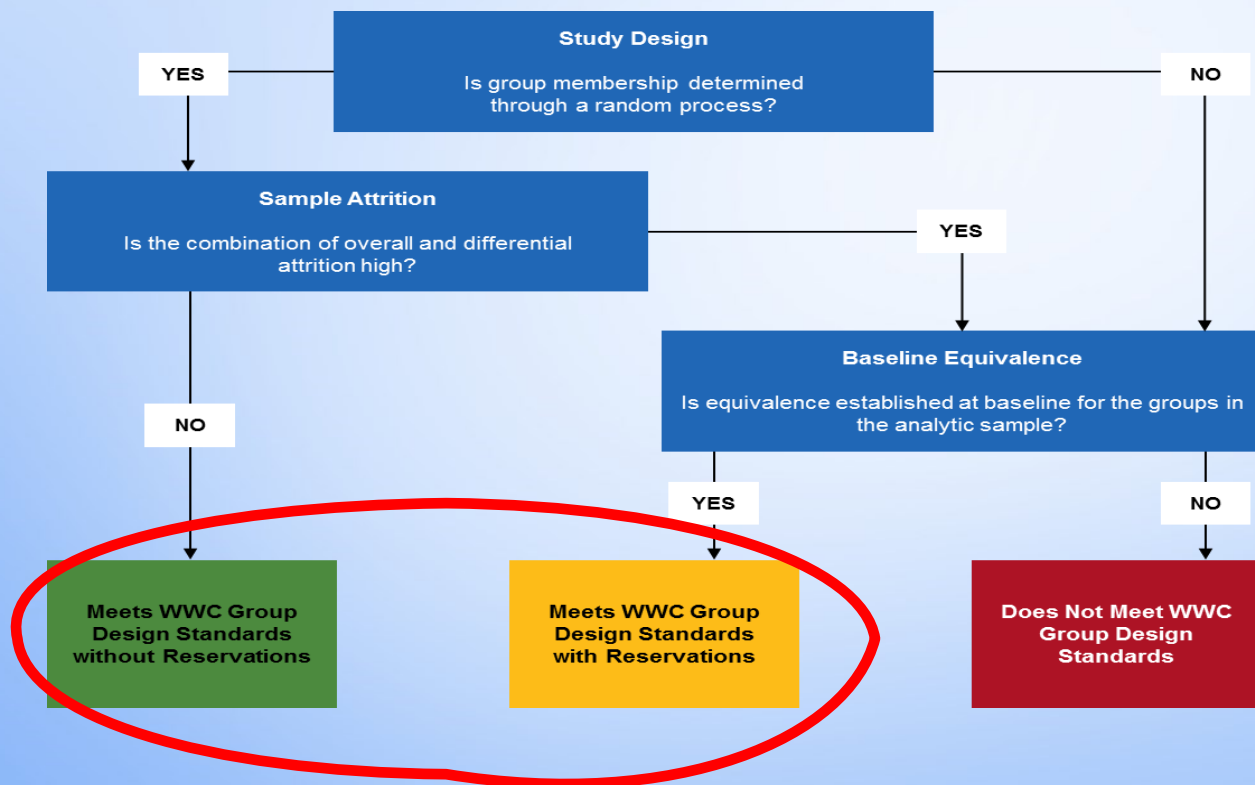 Study Design
Is group membership determined
through a random process?
YES
NO
Sample Attrition
Is the combination of overall and differential
attrition high?
YES
Baseline Equivalence
Is equivalence established at baseline for the groups in
the analytic sample?
NO
YES
NO
Meets WWC Group
Design Standards
without Reservations
Meets WWC Group
Design Standards
with Reservations
Does Not Meet WWC
Group Design
Standards